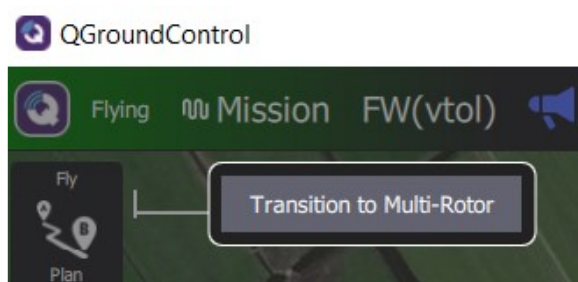 QGroundControl
Flying Mission FW(vtol)
Fly
Transition to Multi-Rotor
A
B
Plan